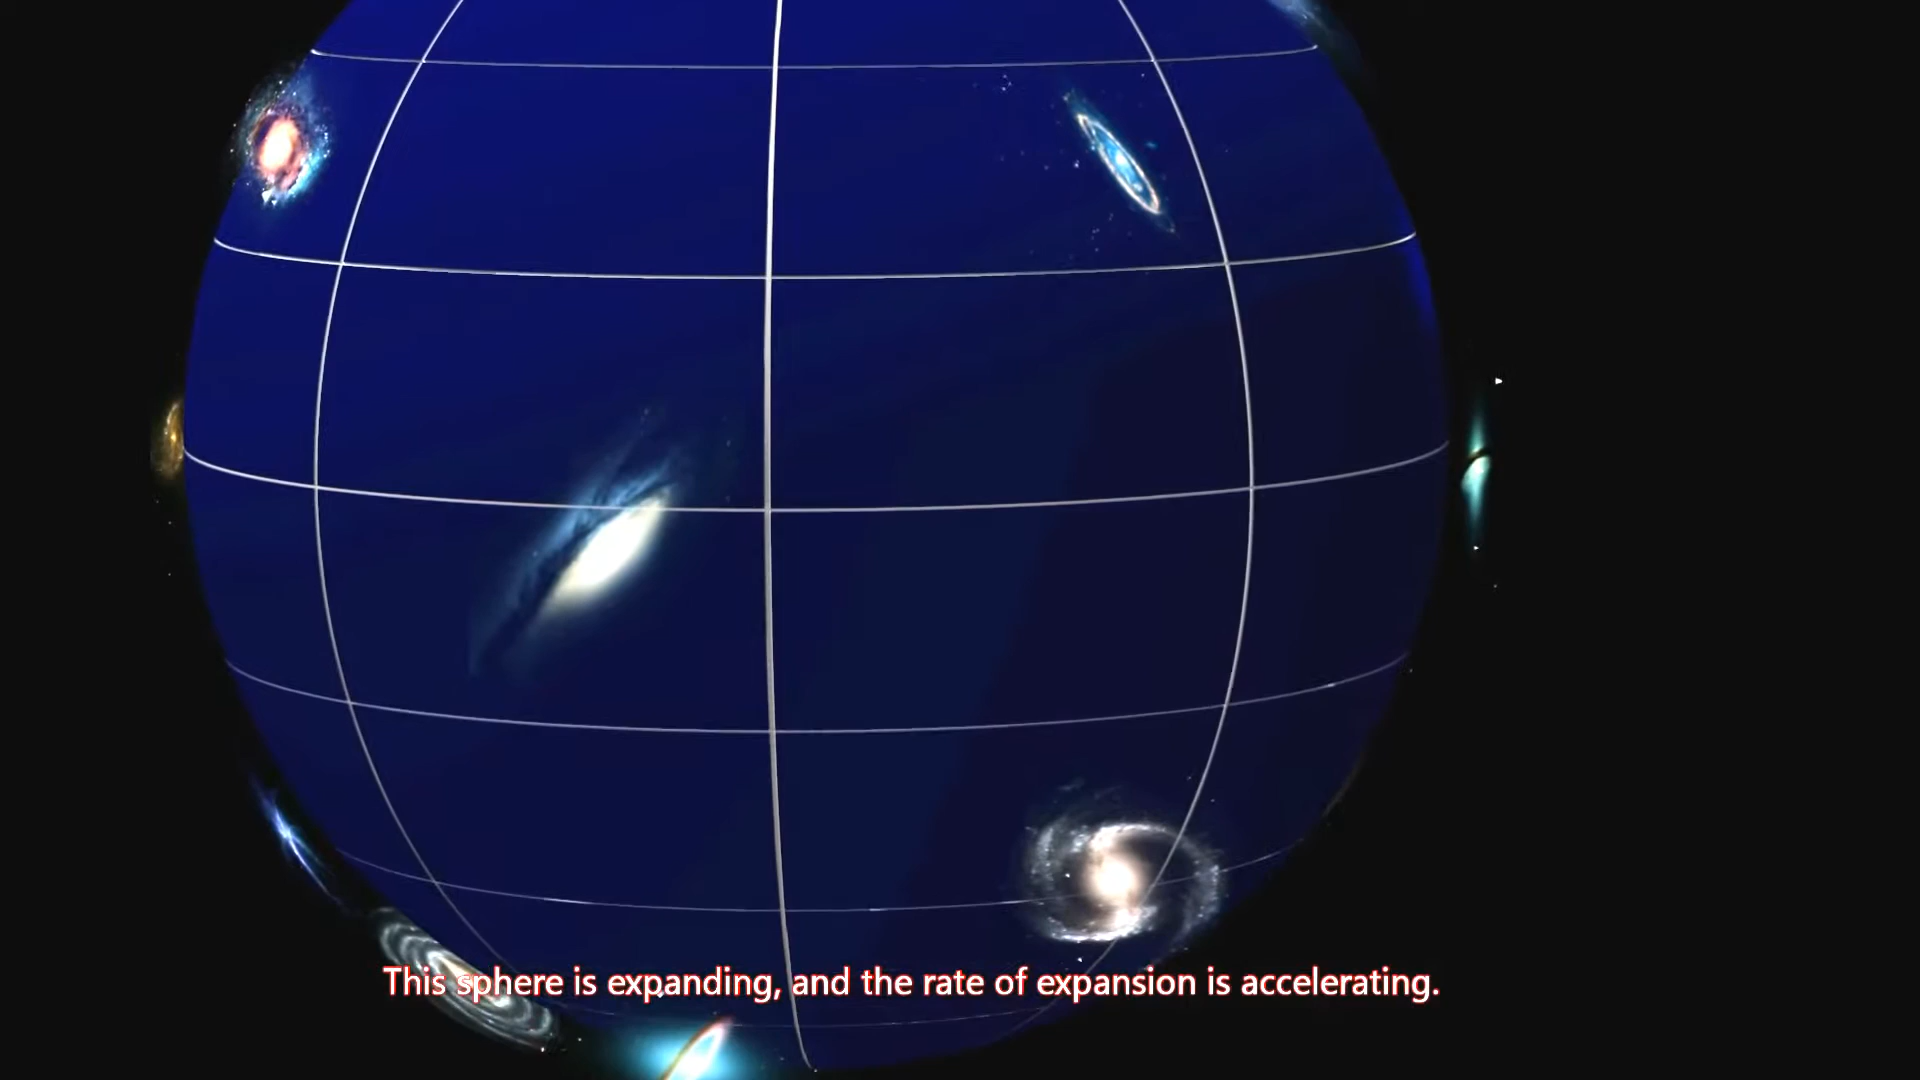 This sphere is expanding, and the rate of expansion is accelerating.